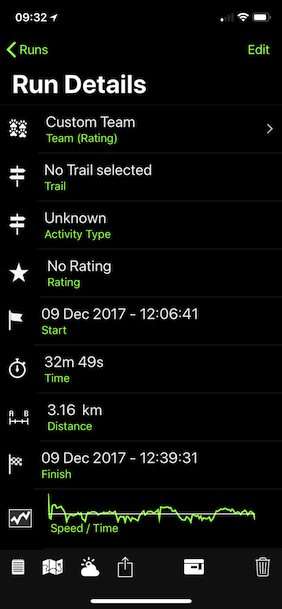 09:32
Runs
Edit
Run Details
Custom Team
Team (Rating)
No Trail selected
Trail
Unknown
Activity Type
No Rating
Rating
09 Dec 2017 - 12:06:41
Start
32m 49s
Time
A B
3.16 km
Distance
09 Dec 2017 - 12:39:31
Finish
Speed / Time